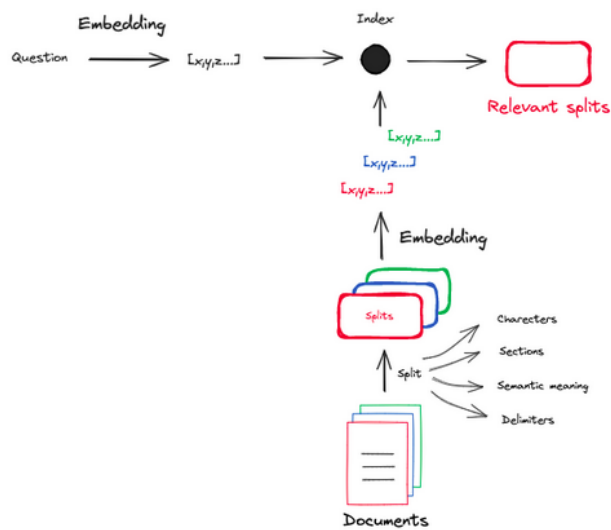 Embedding
Index
Question
[x,y,z...]
Relevant splits
[x,y,z...]
[x,y,z...]
[x,y,z...]
Embedding
Splits
Charecters
Split
Sections
Semantic meaning
Delimiters
Documents